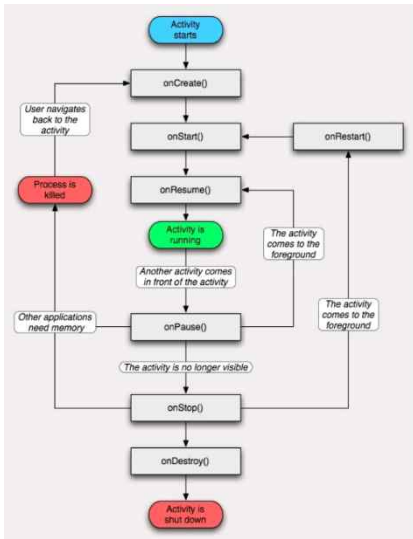 Activity
starts
onCreate()
User navigates
back to the
activity
onStart()
onRestart()
Process is
killed
onResume()
Activity is
running
The activity
comes to the
foreground
Another activity comes
in front of the activity
The activity
comes to the
foreground
Other applications
need memory
onPause()
The activity is no longer visible
onStop()
onDestroy()
Activity is
shut down